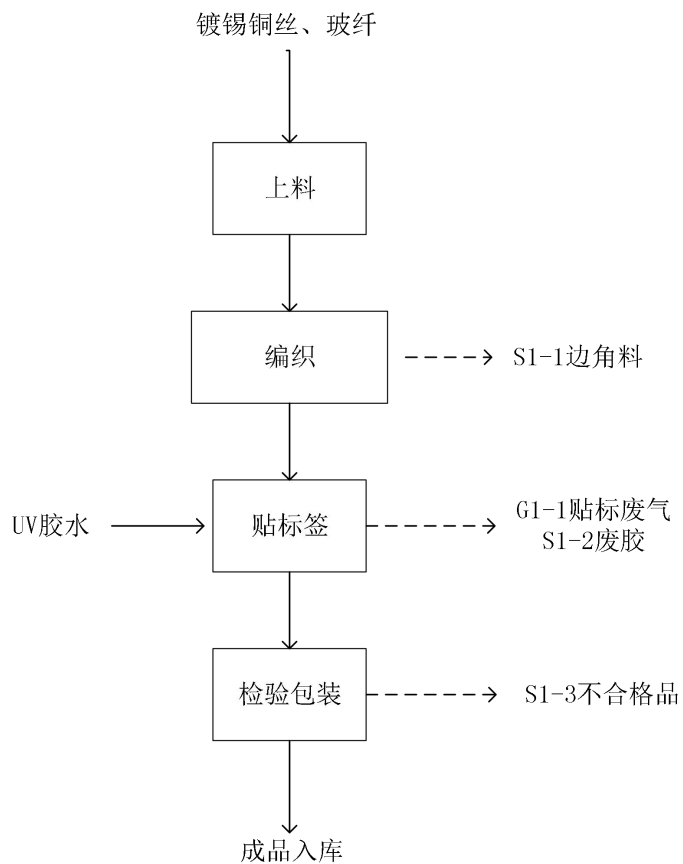 镀锡铜丝、玻纤
上料
编织
S1-1边角料
UV胶水
贴标签
G1-1贴标废气
S1-2废胶
检验包装
S1-3不合格品
成品入库